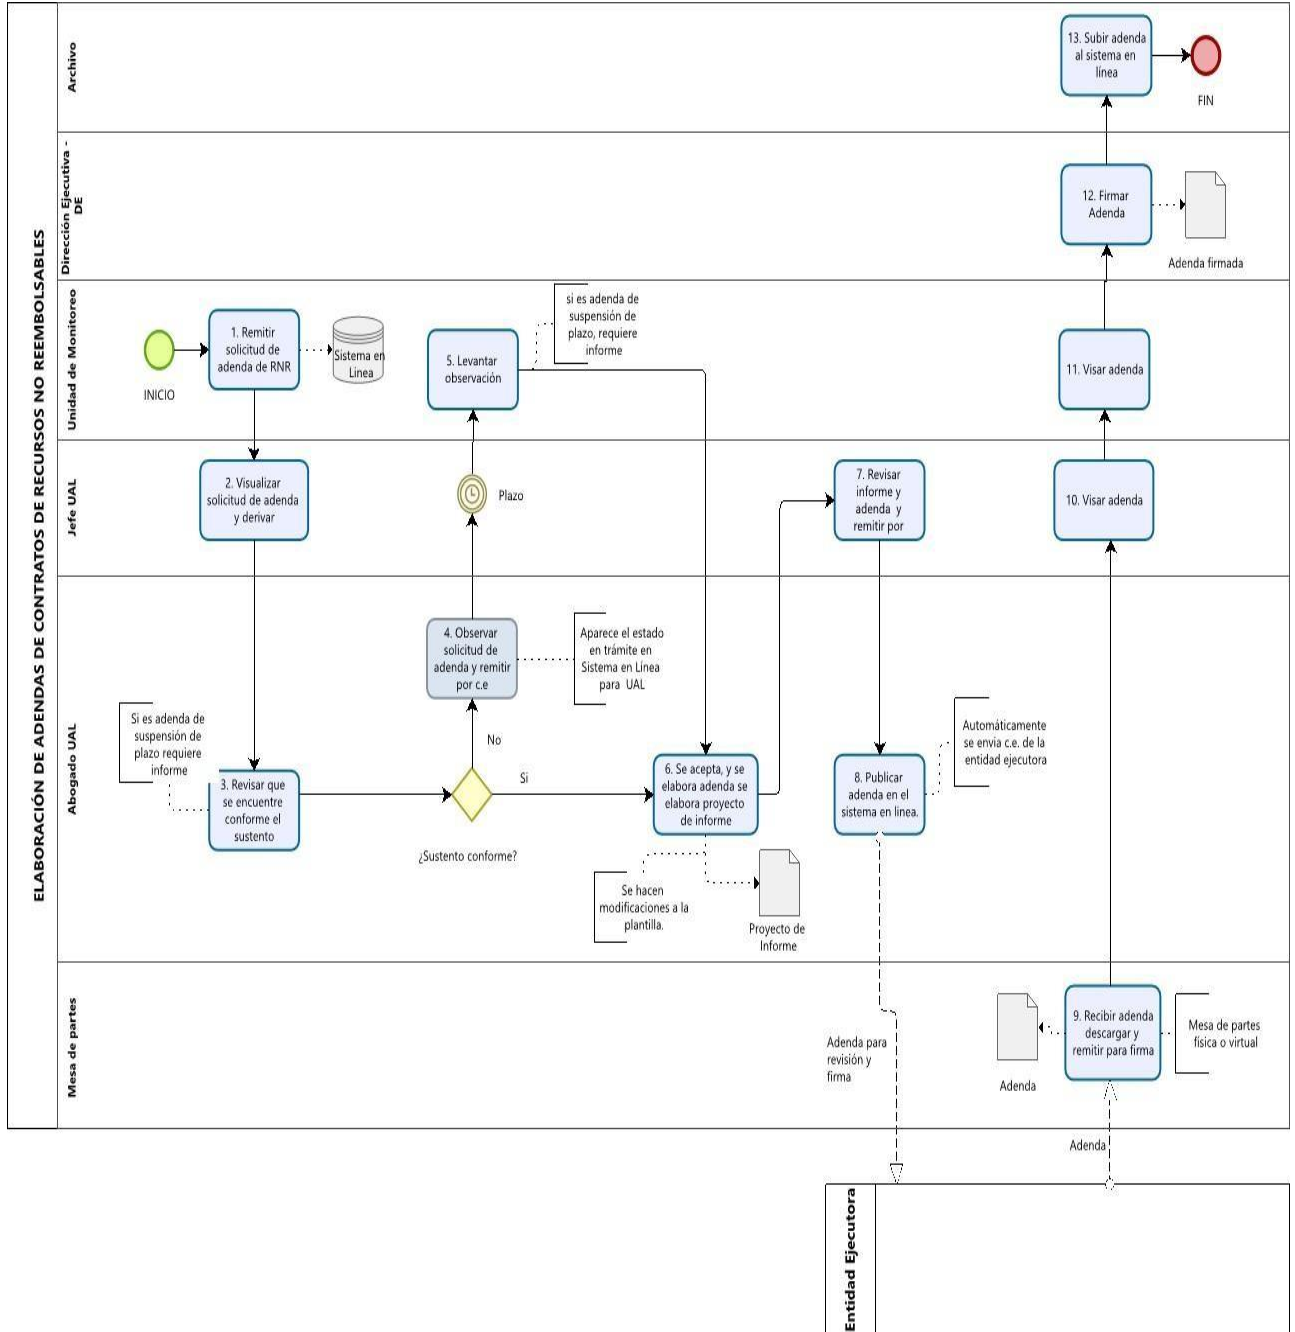 ELABORACIÓN DE ADENDAS DE CONTRATOS DE RECURSOS NO REEMBOLSABLES
Archivo
13. Subir adenda
al sistema en
línea
FIN
Dirección Ejecutiva -
DE
12. Firmar
Adenda
Adenda firmada
Unidad de Monitoreo
INICIO
1. Remitir
solicitud de
adenda de RNR
Sistema en
Linea
5. Levantar
observación
si es adenda de
suspensión de
plazo, requiere
informe
11. Visar adenda
Jefe UAL
2. Visualizar
solicitud de adenda
y derivar
Plazo
7. Revisar
informe y
adenda y
remitir por
10. Visar adenda
Abogado UAL
Si es adenda de
suspensión de
plazo requiere
informe
3. Revisar que
se encuentre
conforme el
sustento
4. Observar
solicitud de
adenda y remitir
por c.e
Aparece el estado
en trámite en
Sistema en Línea
para UAL
No
Si
¿Sustento conforme?
6. Se acepta, y se
elabora adenda se
elabora proyecto
de informe
Se hacen
modificaciones a la
plantilla.
Proyecto de
Informe
8. Publicar
adenda en el
sistema en linea.
Automáticamente
se envia c.e. de la
entidad ejecutora
Mesa de partes
Adenda para
revisión y
firma
Adenda
9. Recibir adenda
descargar y
remitir para firma
Mesa de partes
física o virtual
Adenda
Entidad Ejecutora